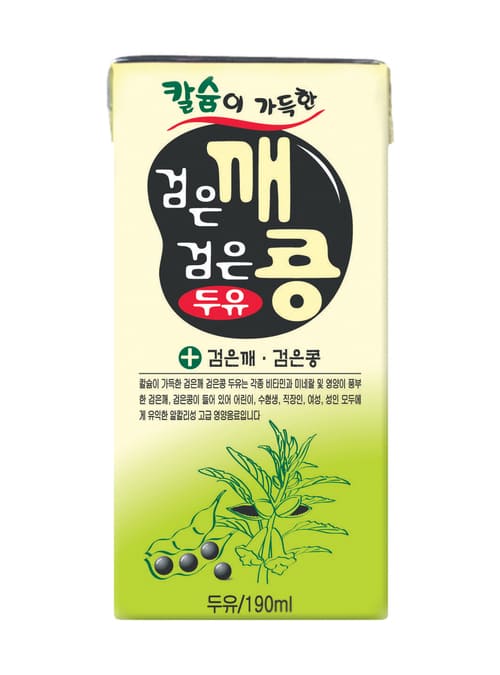 칼슘이 가득한
검은깨
검은콩
두유
검은깨·검은콩
칼슘이 가득한 검은깨 검은콩 두유는 각종 비타민과 미네랄 및 영양이 풍부
한 검은깨, 검은콩이 들어 있어 어린이, 수험생, 직장인, 여성, 성인 모두에
게 유익한 알칼리성 고급 영양음료입니다
두유/190ml